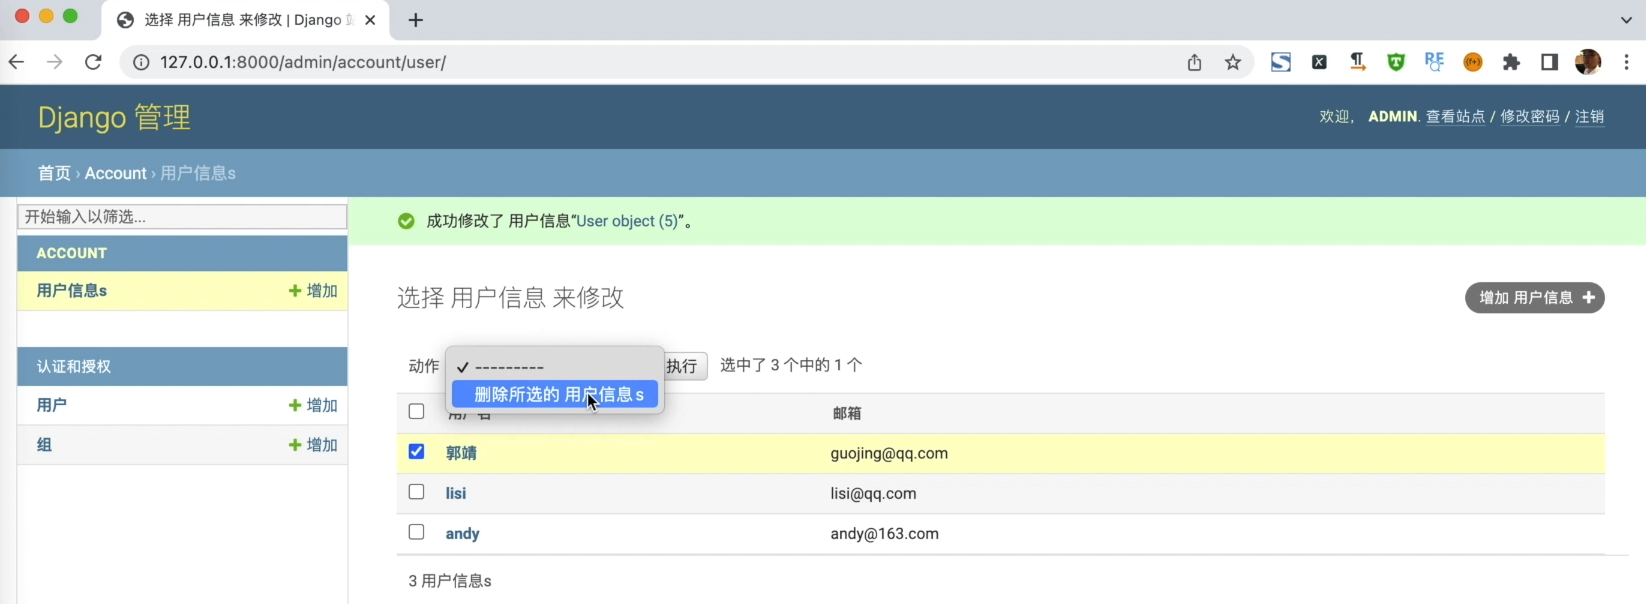 选择 用户信息 来修改 | Django
127.0.0.1:8000/admin/account/user/
Django 管理
欢迎， ADMIN. 查看站点 / 修改密码 / 注销
首页 › Account › 用户信息s
开始输入以筛选...
成功修改了 用户信息“User object (5)”。
ACCOUNT
用户信息s
增加
选择 用户信息 来修改
增加 用户信息
认证和授权
动作
---------
执行
选中了 3 个中的 1 个
删除所选的 用户信息s
用户
增加
邮箱
组
增加
郭靖
guojing@qq.com
lisi
lisi@qq.com
andy
andy@163.com
3 用户信息s